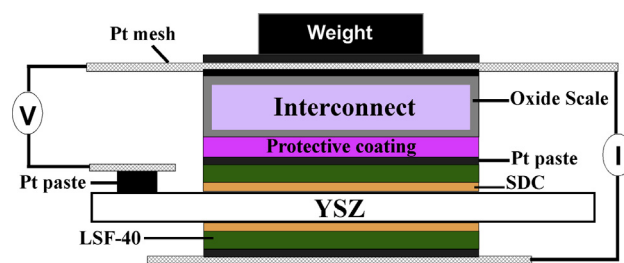 Weight
Pt mesh
V
Interconnect
Oxide Scale
Protective coating
Pt paste
I
Pt paste
SDC
YSZ
LSF-40